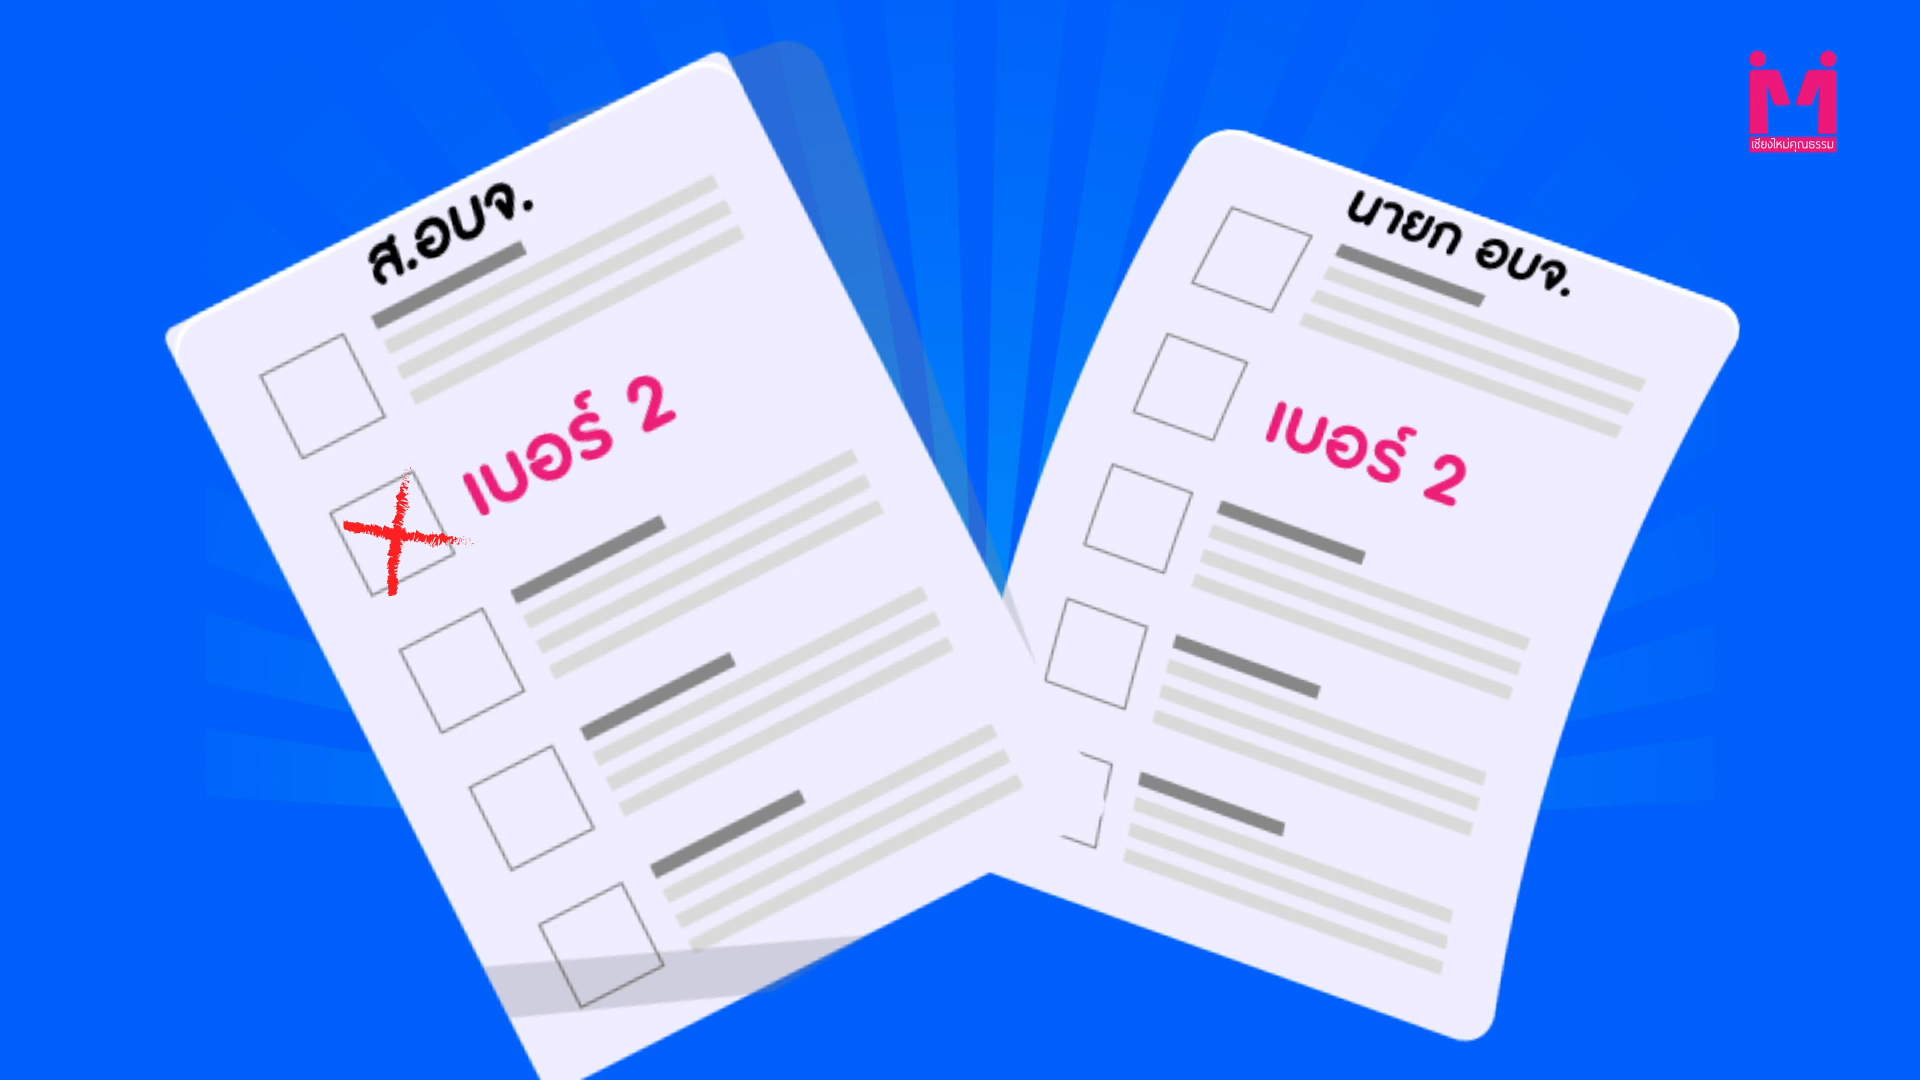 ส.อบจ.
เบอร์ 2
นายก อบจ.
เบอร์ 2
เชียงใหม่คุณธรรม